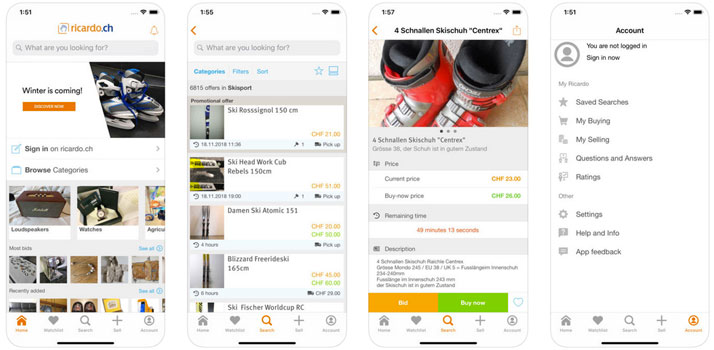 1:51
ricardo.ch
What are you looking for?
Winter is coming!
DISCOVER NOW
Sign in on ricardo.ch
Browse Categories
Marshall
Loudspeakers
Watches
Agricu
Most bids
See all
Recently added
See all
Home
Watchlist
Search
Sell
Account
1:55
What are you looking for?
Categories
Filters
Sort
6815 offers in Skisport
Promotional offer
Ski Rosssignol 150 cm
CHF 21.00
16.11.2018 11:36
1
Pick up
Ski Head Work Cub
Rebels 150cm
CHF 51.00
16.11.2018 19:00
1
Pick up
Damen Ski Atomic 151
CHF 20.00
CHF 50.00
4 hours
Pick up
Blizzard Freerideski
165cm
CHF 45.00
CHF 60.00
6 hours
CHF 29.00
Ski Fischer Worldcup RC
Home
Watchlist
Search
Sell
Account
1:57
4 Schnallen Skischuh "Centrex"
4 Schnallen Skischuh "Centrex"
Grösse 38, der Schuh ist in gutem Zustand
Price
Current price
CHF 23.00
Buy-now price
CHF 26.00
Remaining time
49 minutes 13 seconds
Description
4 Schnallen Skischuh Raichle Centrex
Grösse Mondo 245 / EU 38 / UK 5 = Fusslängem Innenschuh
234-240mm
Fusslänge im Innenschuh 243 mm
der Skischuh ist in gutem Zustand
Bid
Buy now
Home
Watchlist
Search
Sell
Account
1:51
Account
You are not logged in
Sign in now
My Ricardo
Saved Searches
My Buying
My Selling
Questions and Answers
Ratings
Other
Settings
Help and Info
App feedback
Home
Watchlist
Search
Sell
Account